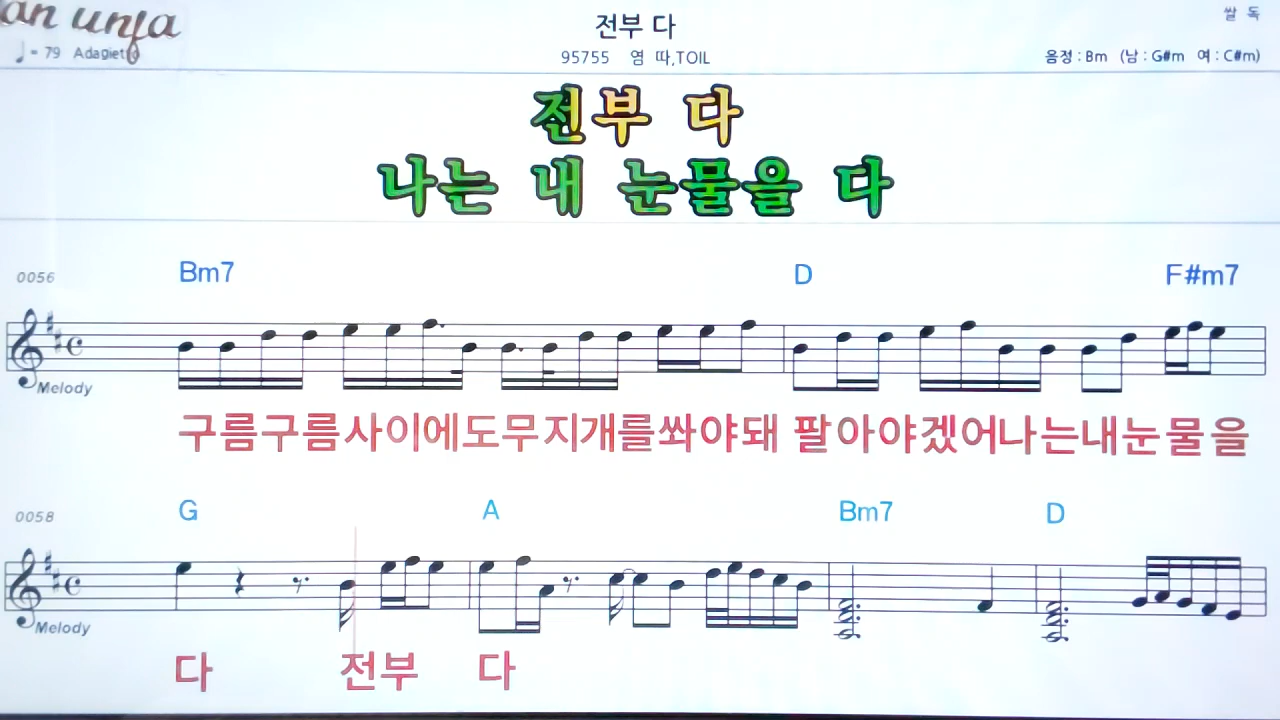 전부 다
쌀 독
♩= 79 Adagietto
95755 염 따,TOIL
음정 : Bm (남 : G#m 여 : C#m)
전부 다
나는 내 눈물을 다
0056 Bm7 D F#m7
Melody
구름구름사이에도무지개를쏴야돼 팔아야겠어나는내눈물을
0058 G A Bm7 D
Melody
다 전부 다